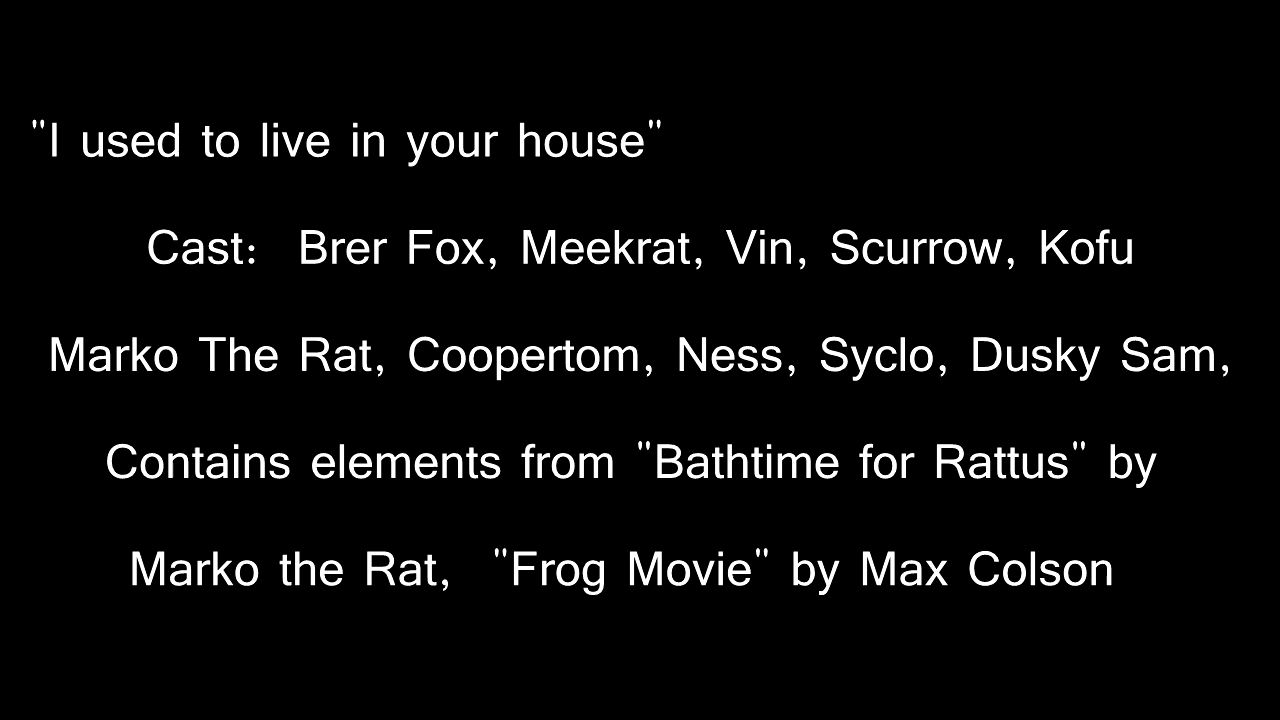 "I used to live in your house"
Cast: Brer Fox, Meekrat, Vin, Scurrow, Kofu
Marko The Rat, Coopertom, Ness, Syclo, Dusky Sam,
Contains elements from "Bathtime for Rattus" by
Marko the Rat, "Frog Movie" by Max Colson